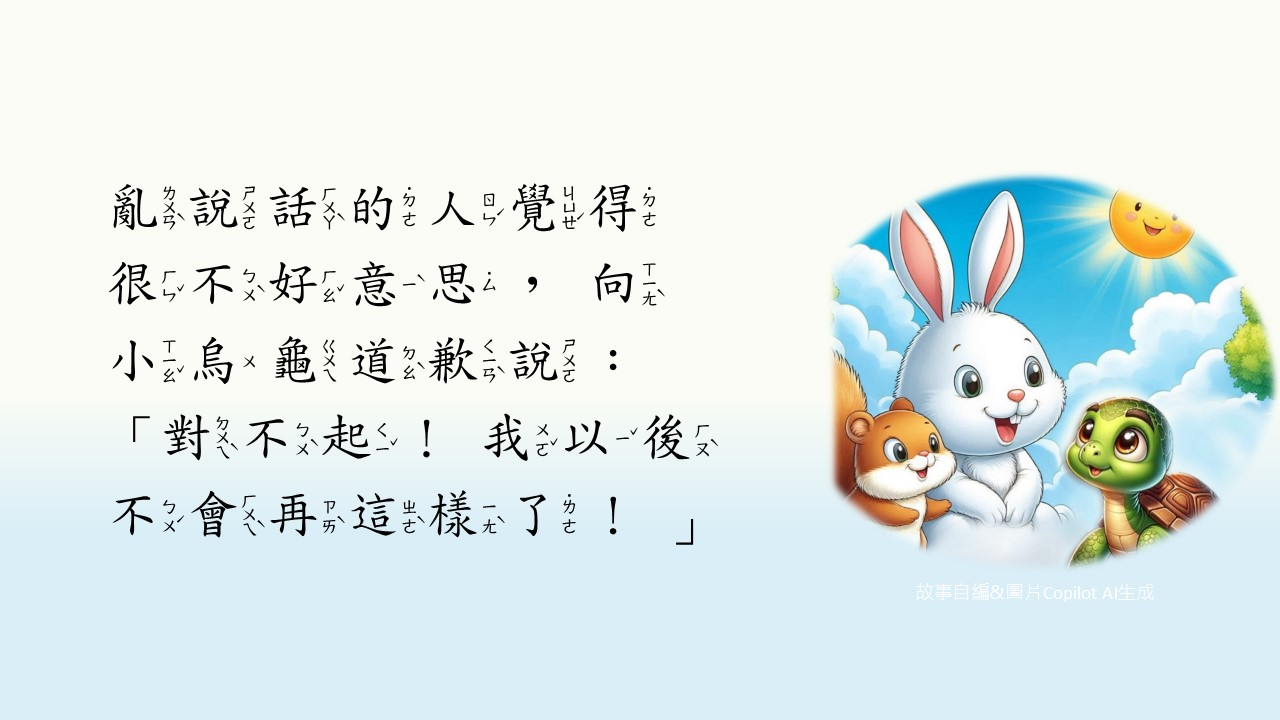 亂說話的人覺得
很不好意思，向
小烏龜道歉說：
「對不起！我以後
不會再這樣了！」
故事自編&圖片Copilot AI生成